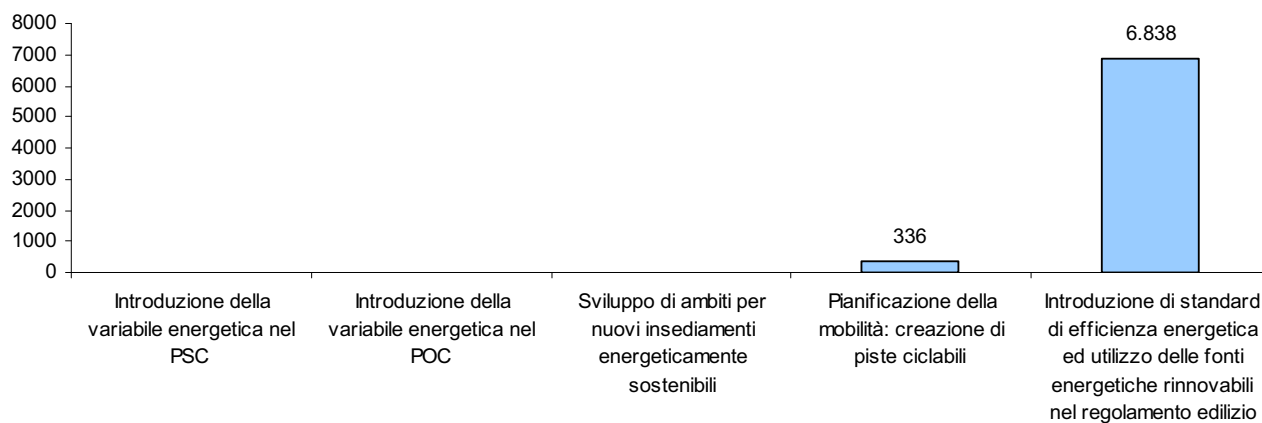 8000
7000
6000
5000
4000
3000
2000
1000
0
6.838
336
Introduzione della
variabile energetica nel
PSC
Introduzione della
variabile energetica nel
POC
Sviluppo di ambiti per
nuovi insediamenti
energeticamente
sostenibili
Pianificazione della
mobilità: creazione di
piste ciclabili
Introduzione di standard
di efficienza energetica
ed utilizzo delle fonti
energetiche rinnovabili
nel regolamento edilizio